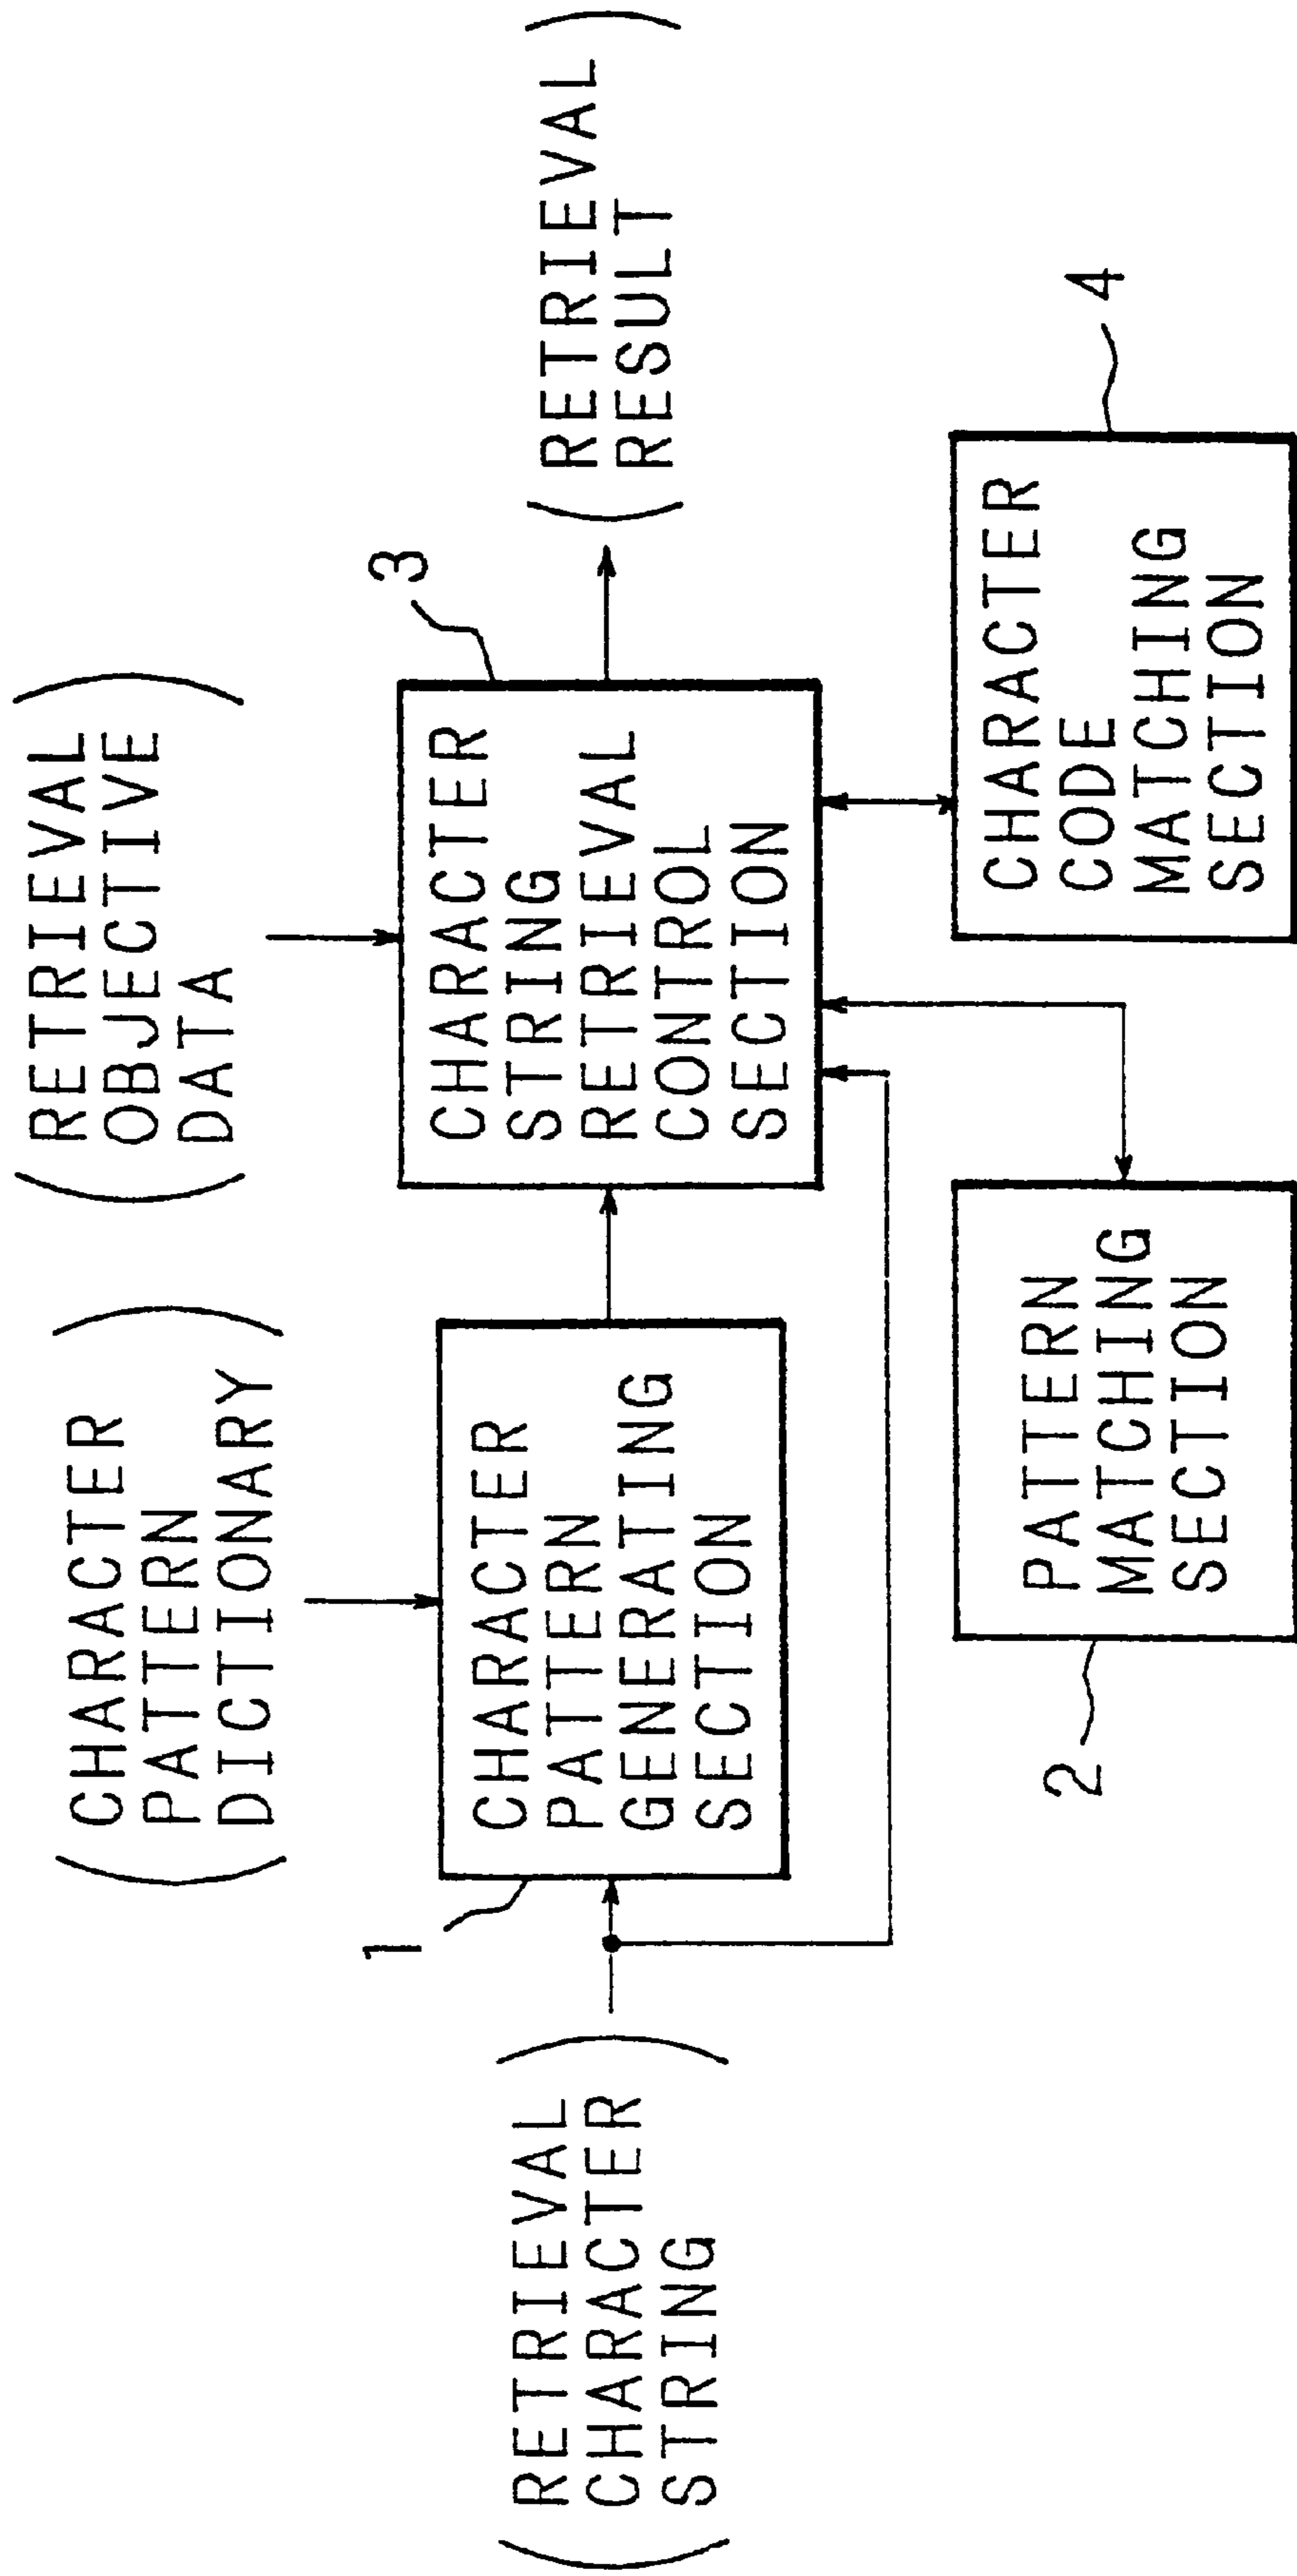 (RETRIEVAL
CHARACTER
STRING)
1
(CHARACTER
PATTERN
DICTIONARY)
CHARACTER
PATTERN
GENERATING
SECTION
(RETRIEVAL
OBJECTIVE
DATA)
3
CHARACTER
STRING
RETRIEVAL
CONTROL
SECTION
(RETRIEVAL
RESULT)
2
PATTERN
MATCHING
SECTION
4
CHARACTER
CODE
MATCHING
SECTION